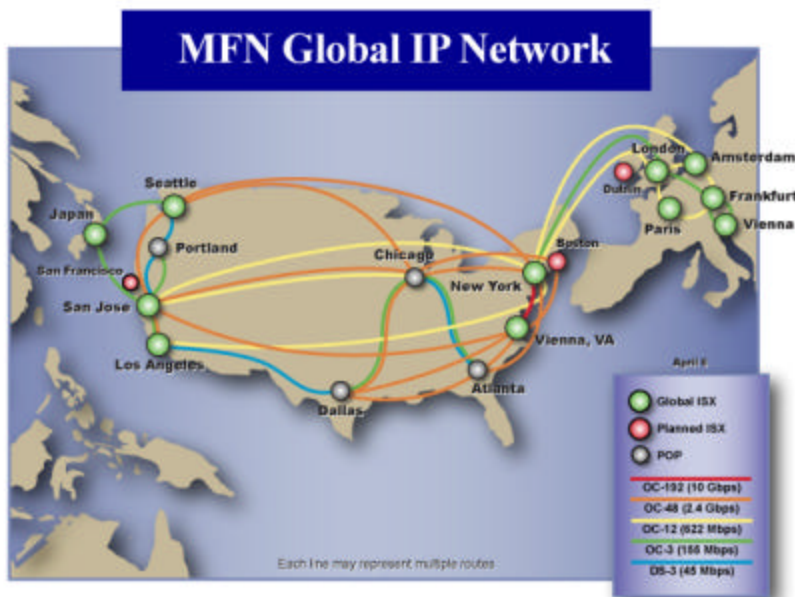 MFN Global IP Network
London
Amsterdam
Seattle
Dublin
Frankfurt
Japan
Paris
Vienna
Portland
Boston
Chicago
San Francisco
New York
San Jose
Vienna, VA
Los Angeles
Atlanta
Dallas
Global ISX
Planned ISX
POP
OC-192 (10 Gbps)
OC-48 (2.4 Gbps)
OC-12 (622 Mbps)
OC-3 (155 Mbps)
DS-3 (45 Mbps)
Each line may represent multiple routes